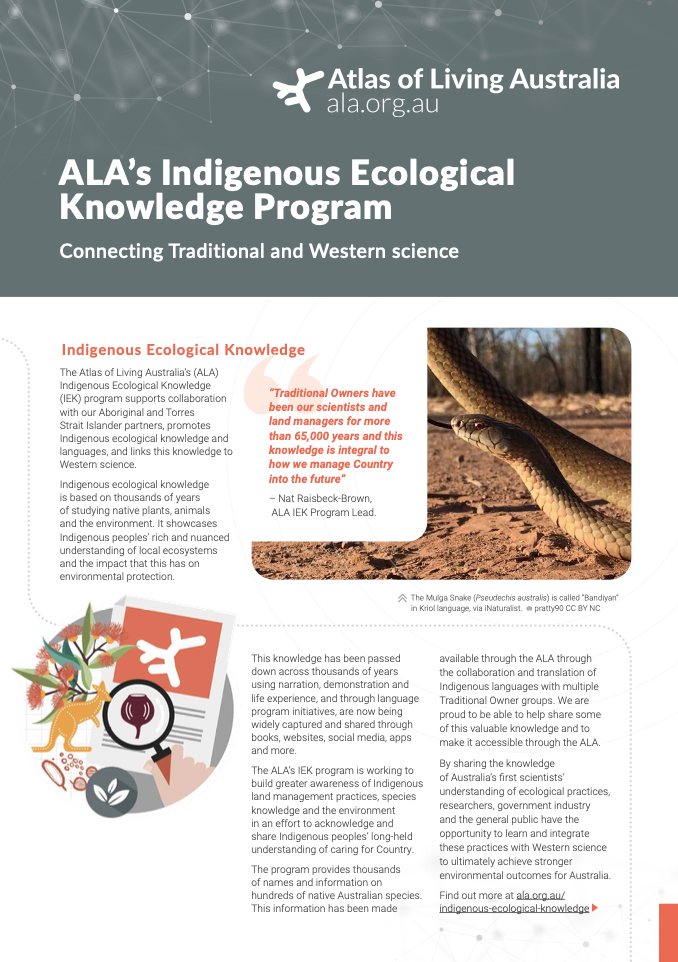 Atlas of Living Australia
ala.org.au
ALA’s Indigenous Ecological
Knowledge Program
Connecting Traditional and Western science
Indigenous Ecological Knowledge
The Atlas of Living Australia’s (ALA)
Indigenous Ecological Knowledge
(IEK) program supports collaboration
with our Aboriginal and Torres
Strait Islander partners, promotes
Indigenous ecological knowledge and
languages, and links this knowledge to
Western science.
Indigenous ecological knowledge
is based on thousands of years
of studying native plants, animals
and the environment. It showcases
Indigenous peoples’ rich and nuanced
understanding of local ecosystems
and the impact that this has on
environmental protection.
“Traditional Owners have
been our scientists and
land managers for more
than 65,000 years and this
knowledge is integral to
how we manage Country
into the future”
– Nat Raisbeck-Brown,
ALA IEK Program Lead.
The Mulga Snake (Pseudechis australis) is called “Bandiyan”
in Kriol language, via iNaturalist. pratty90 CC BY NC
This knowledge has been passed
down across thousands of years
using narration, demonstration and
life experience, and through language
program initiatives, are now being
widely captured and shared through
books, websites, social media, apps
and more.
The ALA’s IEK program is working to
build greater awareness of Indigenous
land management practices, species
knowledge and the environment
in an effort to acknowledge and
share Indigenous peoples’ long-held
understanding of caring for Country.
The program provides thousands
of names and information on
hundreds of native Australian species.
This information has been made
available through the ALA through
the collaboration and translation of
Indigenous languages with multiple
Traditional Owner groups. We are
proud to be able to help share some
of this valuable knowledge and to
make it accessible through the ALA.
By sharing the knowledge
of Australia’s first scientists’
understanding of ecological practices,
researchers, government industry
and the general public have the
opportunity to learn and integrate
these practices with Western science
to ultimately achieve stronger
environmental outcomes for Australia.
Find out more at ala.org.au/
indigenous-ecological-knowledge